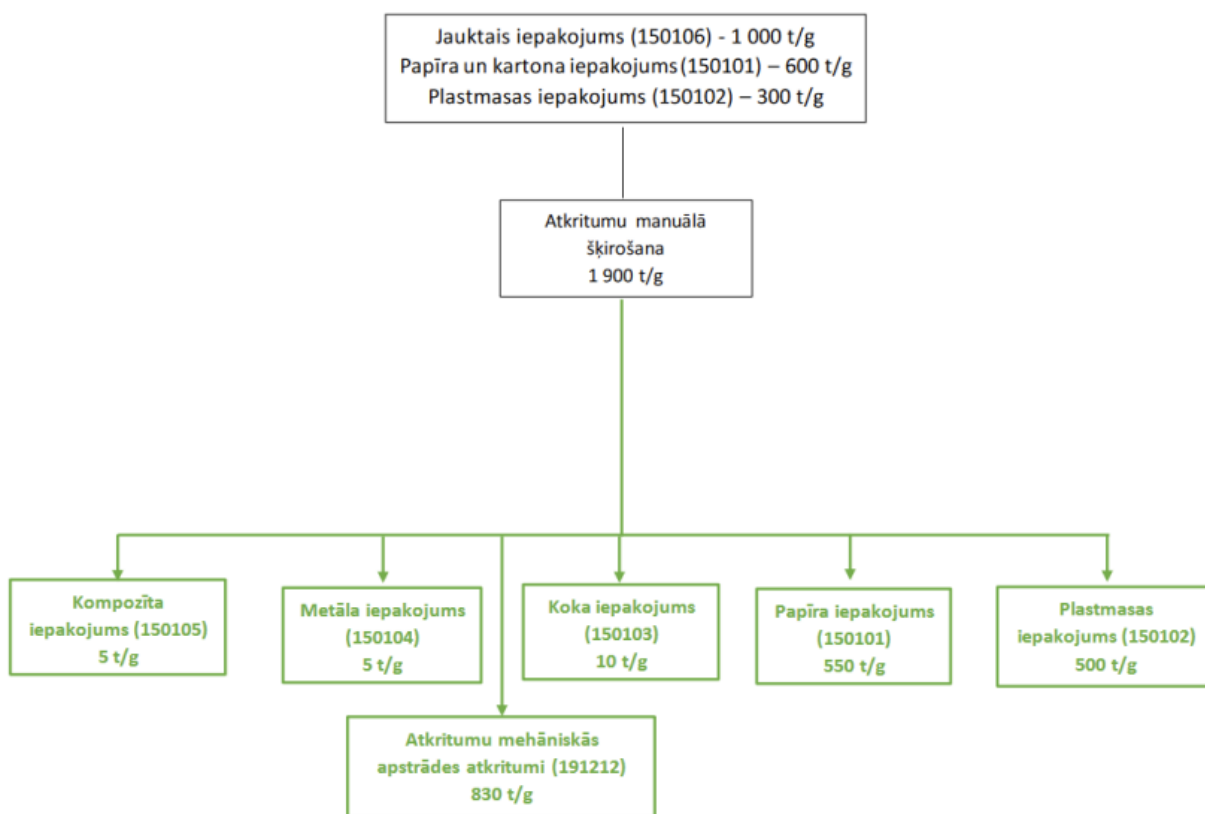 Jauktais iepakojums (150106) - 1 000 t/g
Papīra un kartona iepakojums (150101) – 600 t/g
Plastmasas iepakojums (150102) – 300 t/g
Atkritumu manuālā
šķirošana
1 900 t/g
Kompozīta
iepakojums (150105)
5 t/g
Metāla iepakojums
(150104)
5 t/g
Koka iepakojums
(150103)
10 t/g
Papīra iepakojums
(150101)
550 t/g
Plastmasas
iepakojums (150102)
500 t/g
Atkritumu mehāniskās
apstrādes atkritumi (191212)
830 t/g